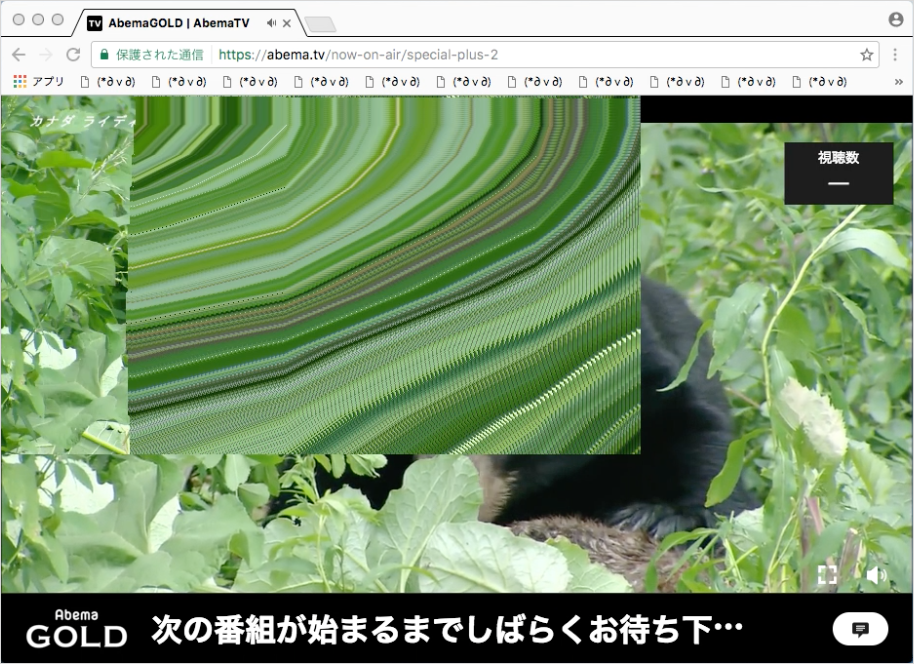 AbemaGOLD | AbemaTV
保護された通信 https://abema.tv/now-on-air/special-plus-2
アプリ (*∂∨∂) (*∂∨∂) (*∂∨∂) (*∂∨∂) (*∂∨∂) (*∂∨∂) (*∂∨∂) (*∂∨∂) (*∂∨∂) (*∂∨∂) (*∂∨∂) »
カナダ ライディ
視聴数
—
Abema
GOLD
次の番組が始まるまでしばらくお待ち下…